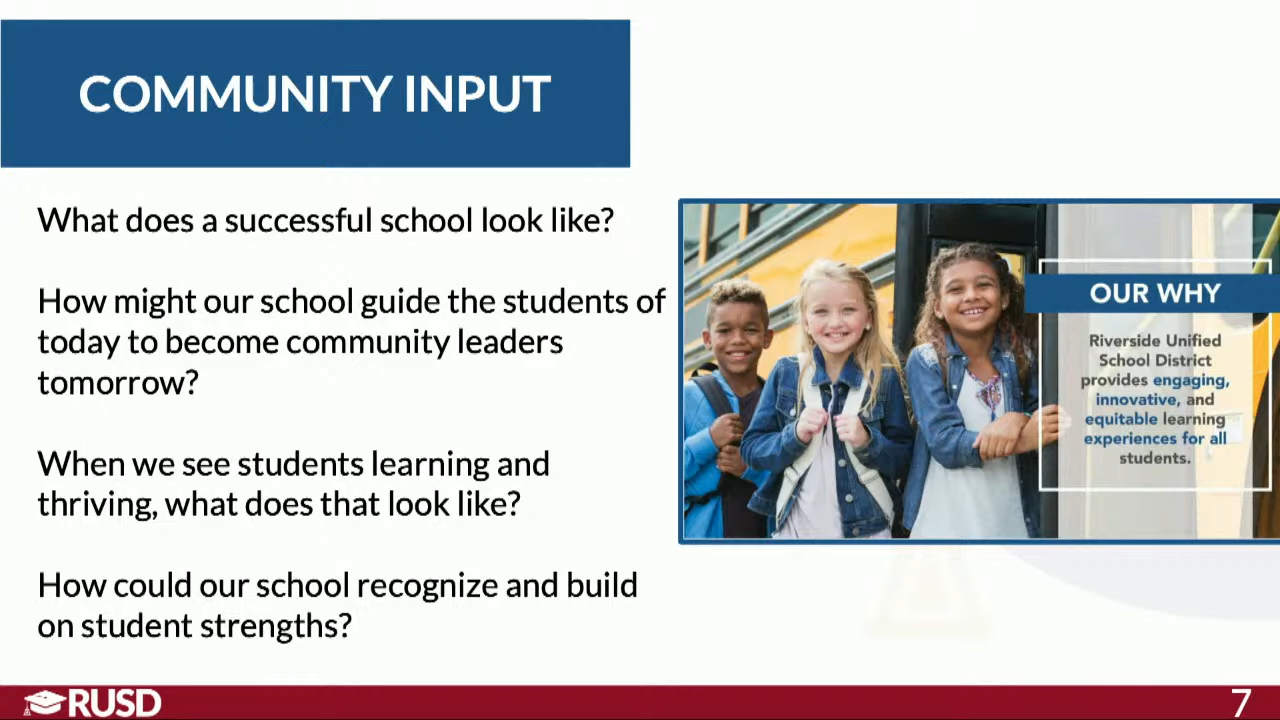 COMMUNITY INPUT
What does a successful school look like?
How might our school guide the students of
today to become community leaders
tomorrow?
When we see students learning and
thriving, what does that look like?
How could our school recognize and build
on student strengths?
OUR WHY
Riverside Unified
School District
provides engaging,
innovative, and
equitable learning
experiences for all
students.
RUSD
7